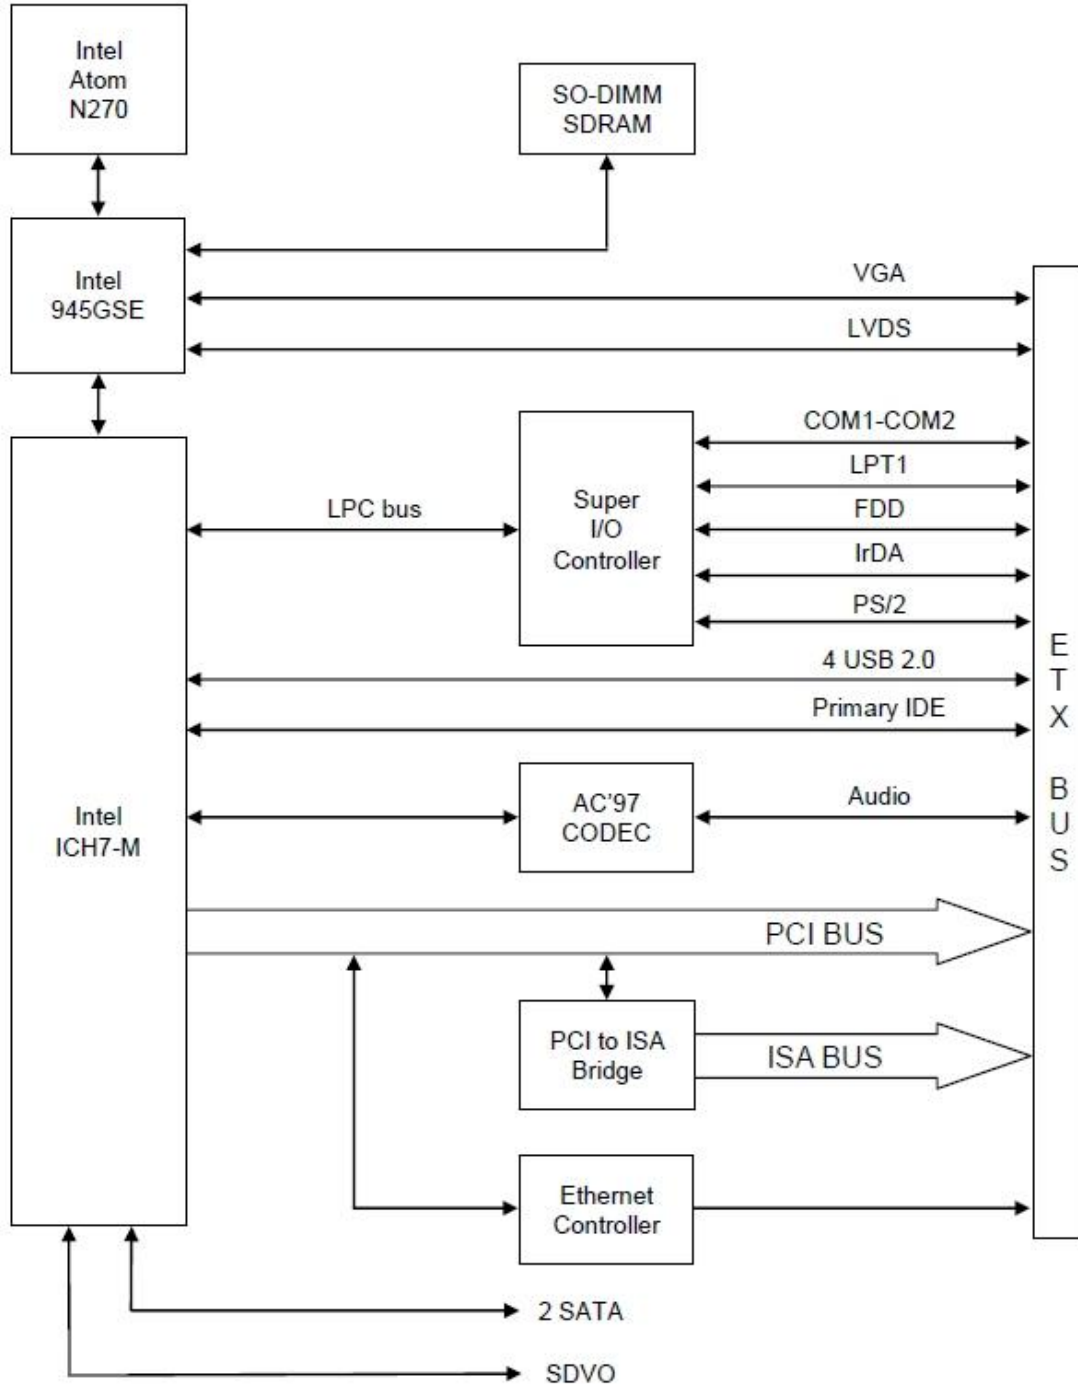 Intel
Atom
N270
SO-DIMM
SDRAM
Intel
945GSE
VGA
LVDS
COM1-COM2
LPT1
FDD
IrDA
PS/2
LPC bus
Super
I/O
Controller
4 USB 2.0
Primary IDE
Intel
ICH7-M
AC'97
CODEC
Audio
PCI BUS
PCI to ISA
Bridge
ISA BUS
Ethernet
Controller
2 SATA
SDVO
ETX BUS